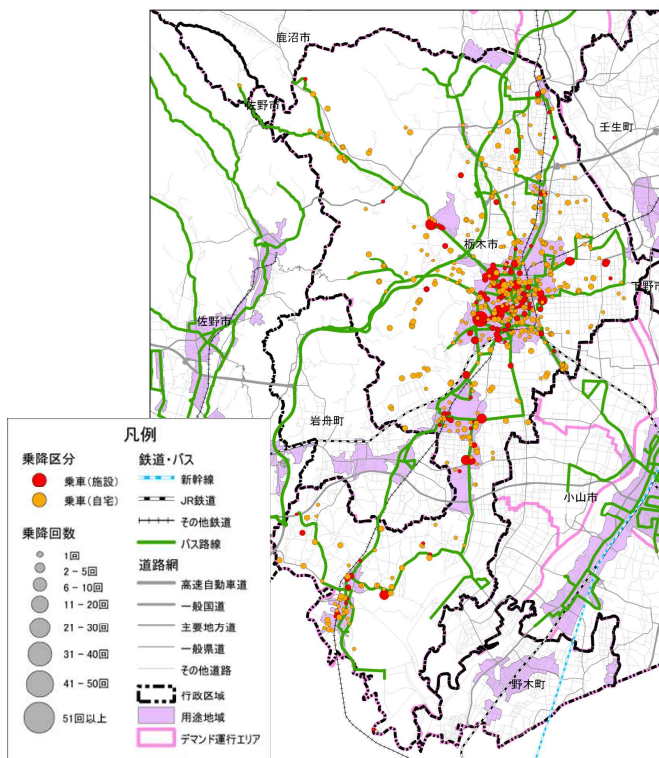 鹿沼市
佐野市
壬生町
栃木市
下野市
佐野市
岩舟町
小山市
野木町
凡例
乗降区分
乗車(施設)
乗車(自宅)
乗降回数
1回
2-5回
6-10回
11-20回
21-30回
31-40回
41-50回
51回以上
鉄道・バス
新幹線
JR鉄道
その他鉄道
バス路線
道路網
高速自動車道
一般国道
主要地方道
一般県道
その他道路
行政区域
用途地域
デマンド運行エリア